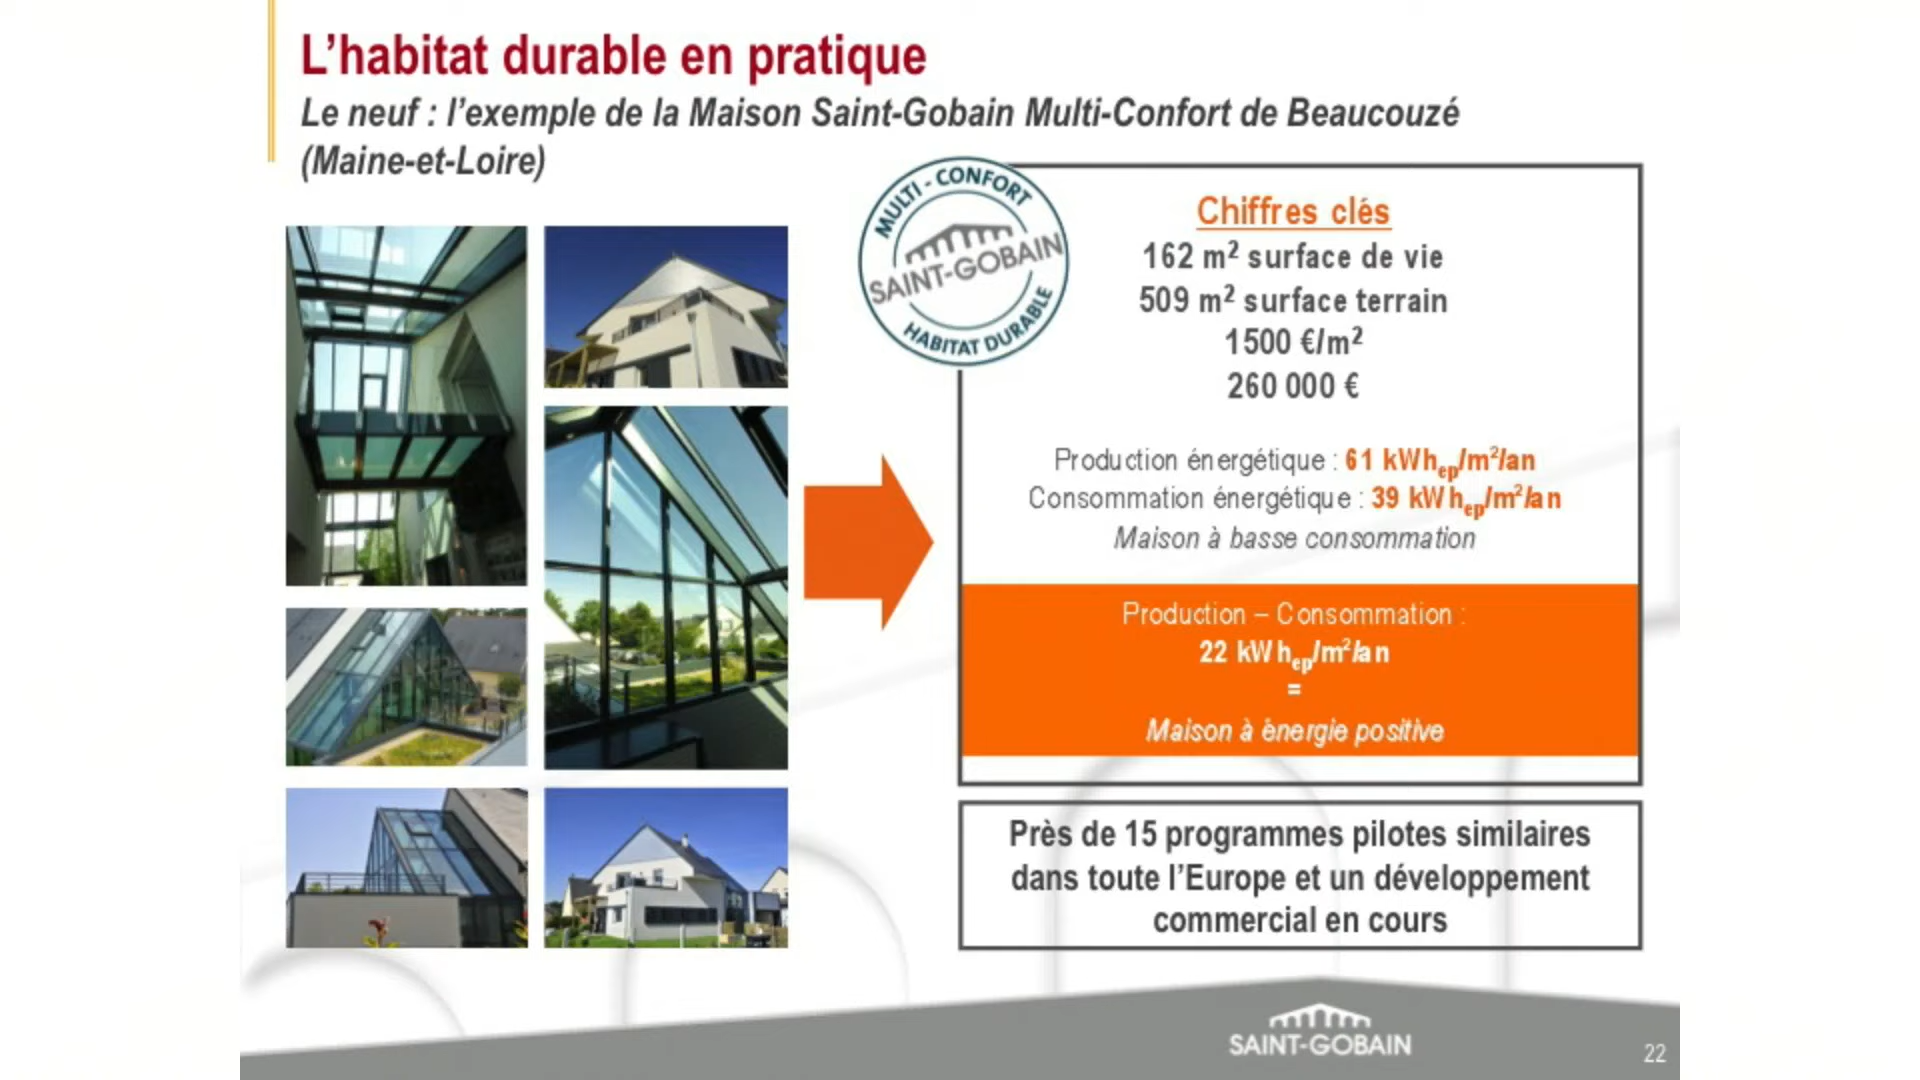 L'habitat durable en pratique
Le neuf : l'exemple de la Maison Saint-Gobain Multi-Confort de Beaucouzé
(Maine-et-Loire)
MULTI - CONFORT
SAINT-GOBAIN
HABITAT DURABLE
Chiffres clés
162 m² surface de vie
509 m² surface terrain
1500 €/m²
260 000 €
Production énergétique : 61 kWhep/m²/an
Consommation énergétique : 39 kWhep/m²/an
Maison à basse consommation
Production – Consommation :
22 kWhep/m²/an
=
Maison à énergie positive
Près de 15 programmes pilotes similaires
dans toute l'Europe et un développement
commercial en cours
SAINT-GOBAIN
22